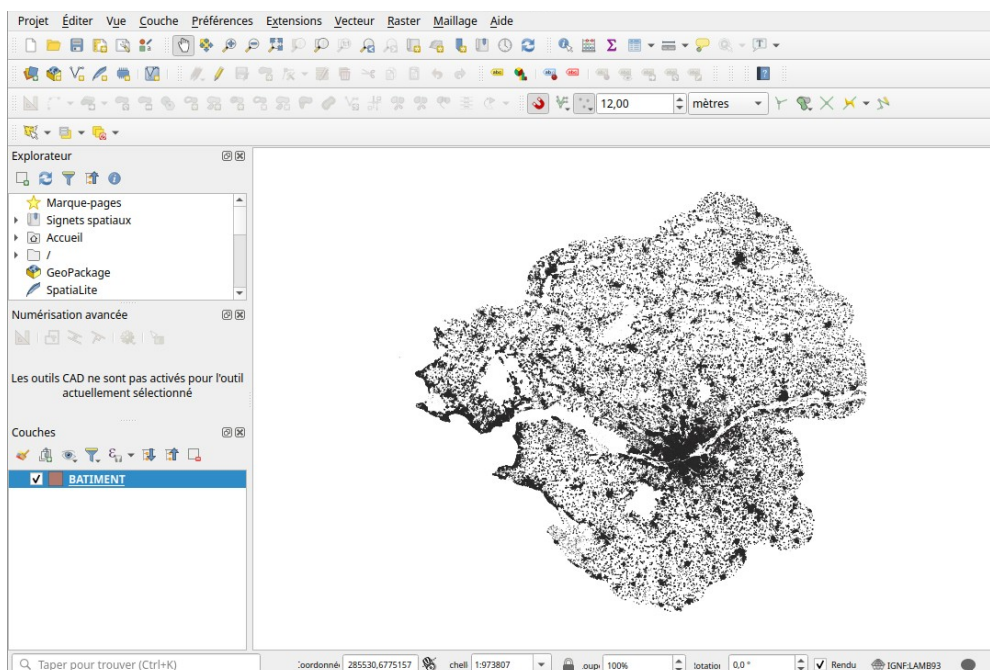 Projet Éditer Vue Couche Préférences Extensions Vecteur Raster Maillage Aide
12,00 mètres
Explorateur
Marque-pages
Signets spatiaux
Accueil
/
GeoPackage
SpatiaLite
Numérisation avancée
Les outils CAD ne sont pas activés pour l'outil
actuellement sélectionné
Couches
BATIMENT
Taper pour trouver (Ctrl+K) 285530,6775157 chell 1:973807 oup 100% 0,0 ° Rendu IGNF:LAMB93